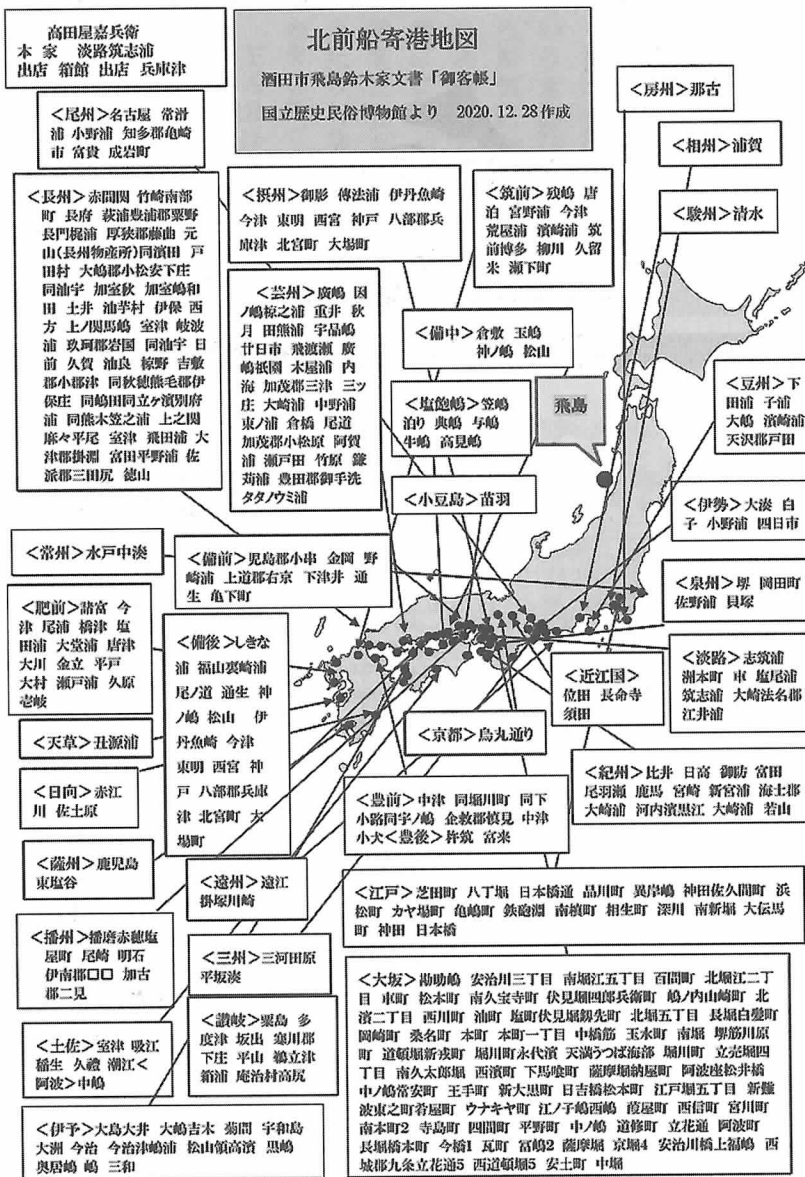 高田屋嘉兵衛
本家 淡路筑志浦
出店 箱館 出店 兵庫津
北前船寄港地図
酒田市飛島鈴木家文書「御客帳」
国立歴史民俗博物館より 2020.12.28作成
<房州>那古
<相州>浦賀
<駿州>清水
<尾州>名古屋 常滑
浦 小野浦 知多郡亀崎
市 富貴 成岩町
<長州>赤間関 竹崎南部
町 長府 萩浦豊浦郡粟野
長門梶浦 厚狭郡藤曲 元
山(長州物産所)同濱田 戸
田村 大嶋郡小松安下庄
同油宇 加室秋 加室嶋和
田 土井 油芋村 伊保 西
方 上ノ関馬嶋 室津 岐波
浦 玖珂郡岩国 同油宇 日
前 久賀 油良 椋野 吉敷
郡小郡津 同秋穂熊毛郡伊
保庄 同嶋田同立ヶ濱別府
浦 同熊木笠之浦 上之関
麻々平尾 室津 飛田浦 大
津郡掛淵 富田平野浦 佐
派郡三田尻 徳山
<摂州>御影 傳法浦 伊丹魚崎
今津 東明 西宮 神戸 八部郡兵
庫津 北宮町 大場町
<筑前>残嶋 唐
泊 宮野浦 今津
荒屋浦 濱崎浦 筑
前博多 柳川 久留
米 瀬下町
<芸州>廣嶋 因
ノ嶋椋之浦 重井 秋
月 田熊浦 宇品嶋
廿日市 飛渡瀬 廣
嶋祇園 木屋浦 内
海 加茂郡三津 三ッ
庄 大崎浦 中野浦
東ノ浦 倉橋 尾道
加茂郡小松原 阿賀
浦 瀬戸田 竹原 鎌
苅浦 豊田郡御手洗
タタノウミ浦
<備中>倉敷 玉嶋
神ノ嶋 松山
<塩飽嶋>笠嶋
泊り 典嶋 与嶋
牛嶋 高見嶋
<小豆島>苗羽
飛島
<豆州>下
田浦 子浦
大嶋 濱崎浦
天沢郡戸田
<伊勢>大湊 白
子 小野浦 四日市
<常州>水戸中湊
<備前>児島郡小串 金岡 野
崎浦 上道郡右京 下津井 通
生 亀下町
<泉州>堺 岡田町
佐野浦 貝塚
<肥前>諸富 今
津 尾浦 橋津 塩
田浦 大堂浦 唐津
大川 金立 平戸
大村 瀬戸浦 久原
壱岐
<備後>しきな
浦 福山裏崎浦
尾ノ道 通生 神
ノ嶋 松山 伊
丹魚崎 今津
東明 西宮 神
戸 八部郡兵庫
津 北宮町 大
場町
<近江国>
位田 長命寺
須田
<淡路>志筑浦
洲本町 車 塩尾浦
筑志浦 大崎法名郡
江井浦
<天草>丑源浦
<京都>烏丸通り
<日向>赤江
川 佐土原
<豊前>中津 同堀川町 同下
小路同宇ノ嶋 金救郡慎見 中津
小犬<豊後>杵筑 富来
<紀州>比井 日高 御防 富田
尾羽瀬 鹿馬 宮崎 新宮浦 海士郡
大崎浦 河内濱黒江 大崎浦 若山
<薩州>鹿児島
東塩谷
<遠州>遠江
掛塚川崎
<江戸>芝田町 八丁堀 日本橋通 品川町 異岸嶋 神田佐久間町 浜
松町 カヤ場町 亀嶋町 鉄砲淵 南槙町 相生町 深川 南新堀 大伝馬
町 神田 日本橋
<播州>播磨赤穂塩
屋町 尾崎 明石
伊南郡□□ 加古
郡二見
<三州>三河田原
平坂湊
<大坂>勘助嶋 安治川三丁目 南堀江五丁目 百間町 北堀江二丁
目 車町 松本町 南久宝寺町 伏見堀四郎兵衛町 嶋ノ内山崎町 北
濱二丁目 西川町 油町 塩町伏見堀釼先町 北堀五丁目 長堀白髪町
岡崎町 桑名町 本町 本町一丁目 中橋筋 玉水町 南堀 堺筋川原
町 道頓堀新戎町 堀川町永代濱 天満うつば海部 堀川町 立売堀四
丁目 南久太郎堀 西濱町 下馬喰町 薩摩堀納屋町 阿波座松井橋
中ノ嶋常安町 王手町 新大黒町 日吉橋松本町 江戸堀五丁目 新難
波東之町肴屋町 ウナキヤ町 江ノ子嶋西嶋 葭屋町 西信町 宮川町
南本町2 寺島町 四間町 平野町 中ノ嶋 道修町 立花通 阿波町
長堀橋本町 今橋1 瓦町 冨嶋2 薩摩堀 京堀4 安治川橋上福嶋 西
城郡九条立花通5 西道頓堀5 安土町 中堀
<土佐>室津 吸江
稲生 久禮 潮江<
阿波>中嶋
<讃岐>粟島 多
度津 坂出 寒川郡
下庄 平山 鵜立津
箱浦 庵治村高尻
<伊予>大島大井 大嶋吉木 菊間 宇和島
大洲 今治 今治津嶋浦 松山領高濱 黒嶋
奥居嶋 嶋 三和